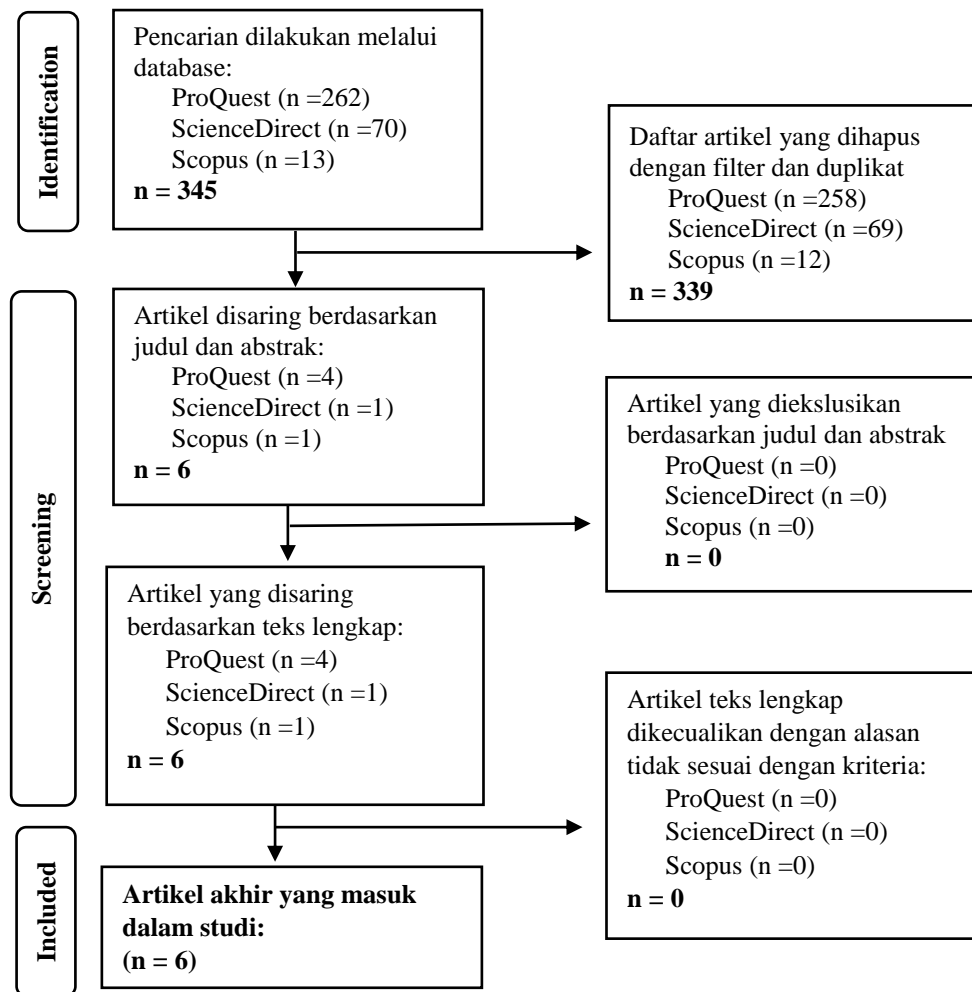 Identification
Pencarian dilakukan melalui
database:
ProQuest (n =262)
ScienceDirect (n =70)
Scopus (n =13)
n = 345
Daftar artikel yang dihapus
dengan filter dan duplikat
ProQuest (n =258)
ScienceDirect (n =69)
Scopus (n =12)
n = 339
Screening
Artikel disaring berdasarkan
judul dan abstrak:
ProQuest (n =4)
ScienceDirect (n =1)
Scopus (n =1)
n = 6
Artikel yang diekslusikan
berdasarkan judul dan abstrak
ProQuest (n =0)
ScienceDirect (n =0)
Scopus (n =0)
n = 0
Artikel yang disaring
berdasarkan teks lengkap:
ProQuest (n =4)
ScienceDirect (n =1)
Scopus (n =1)
n = 6
Artikel teks lengkap
dikecualikan dengan alasan
tidak sesuai dengan kriteria:
ProQuest (n =0)
ScienceDirect (n =0)
Scopus (n =0)
n = 0
Included
Artikel akhir yang masuk
dalam studi:
(n = 6)